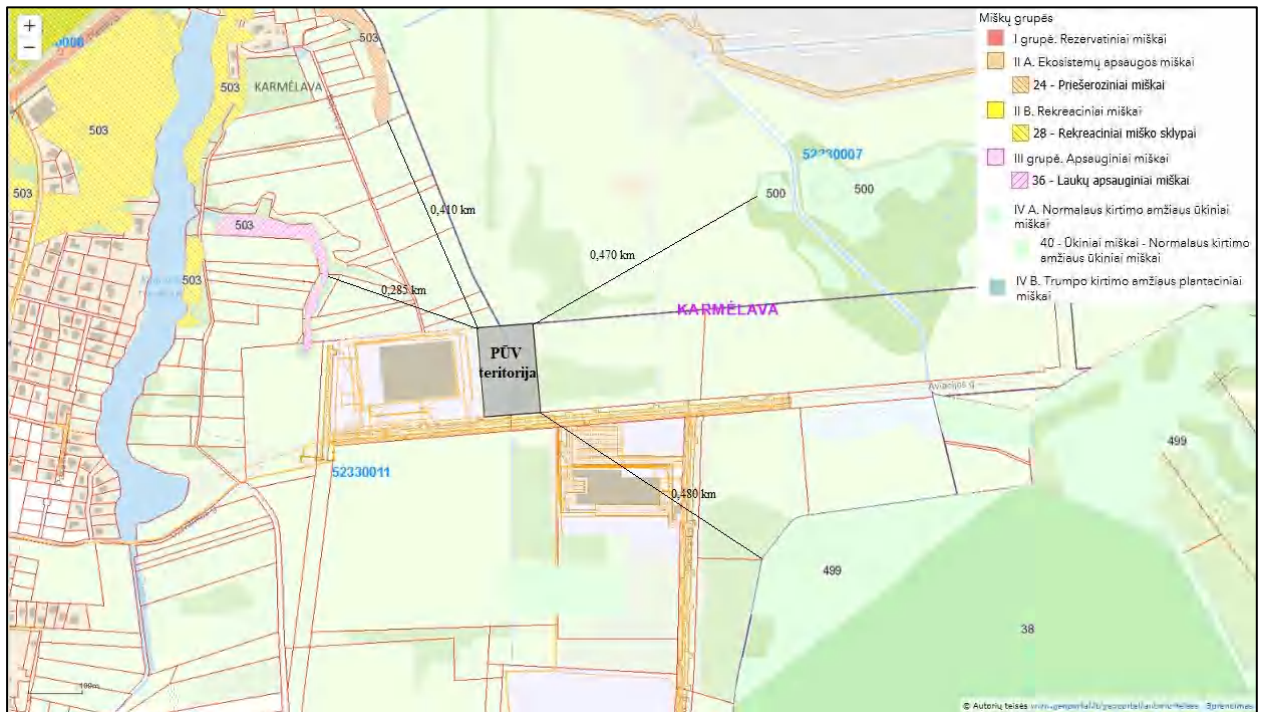 +
−
503
503
KARMĖLAVA
503
503
503
503
503
52330007
500
500
0,410 km
0,470 km
0,285 km
KARMĖLAVA
PŪV
teritorija
Aviacijos g.
52330011
0,480 km
499
499
38
100m
Miškų grupės
I grupė. Rezervatiniai miškai
II A. Ekosistemų apsaugos miškai
24 - Priešeroziniai miškai
II B. Rekreaciniai miškai
28 - Rekreaciniai miško sklypai
III grupė. Apsauginiai miškai
36 - Laukų apsauginiai miškai
IV A. Normalaus kirtimo amžiaus ūkiniai
miškai
40 - Ūkiniai miškai - Normalaus kirtimo
amžiaus ūkiniai miškai
IV B. Trumpo kirtimo amžiaus plantaciniai
miškai
© Autorių teisės